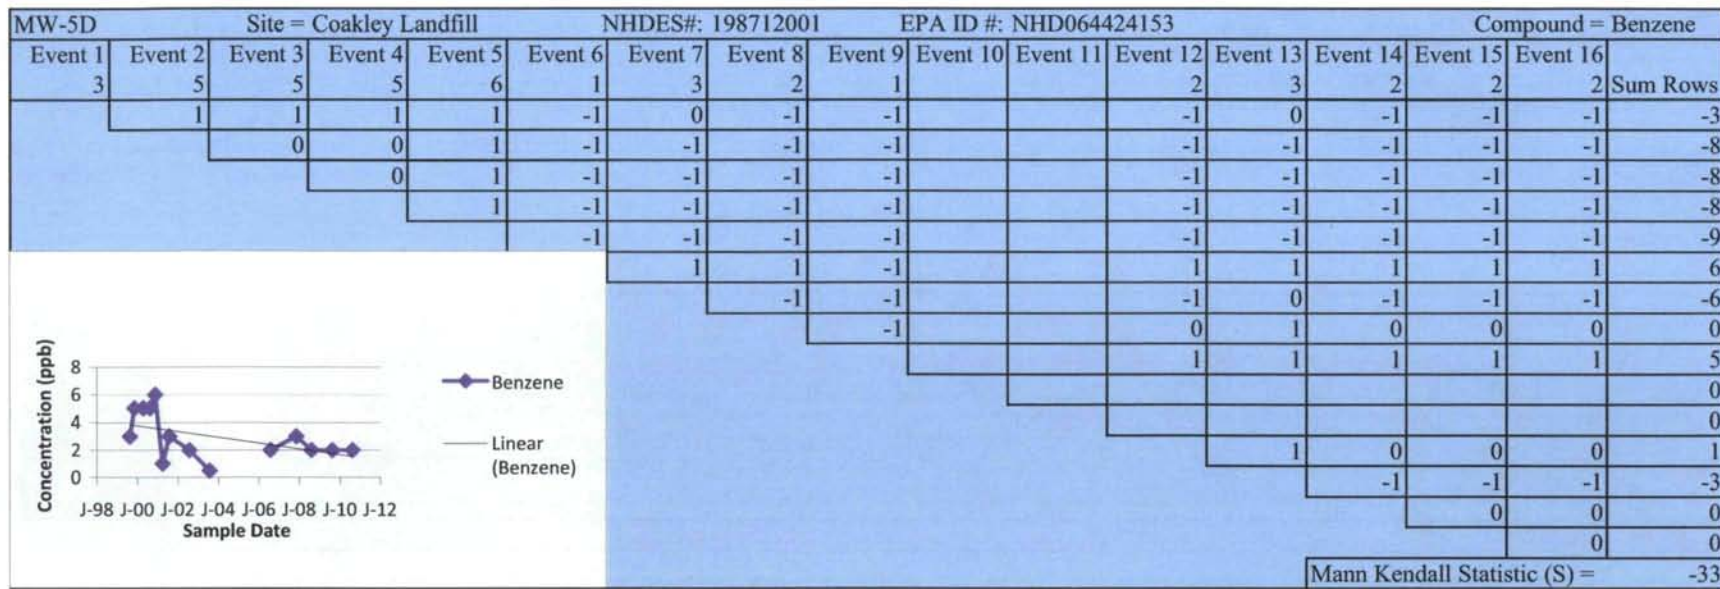 MW-5D Site = Coakley Landfill NHDES#: 198712001 EPA ID #: NHD064424153 Compound = Benzene
Event 1 Event 2 Event 3 Event 4 Event 5 Event 6 Event 7 Event 8 Event 9 Event 10 Event 11 Event 12 Event 13 Event 14 Event 15 Event 16
3 5 5 5 6 1 3 2 1 2 3 2 2 2 Sum Rows
1 1 1 1 -1 0 -1 -1 -1 0 -1 -1 -1 -3
0 0 1 -1 -1 -1 -1 -1 -1 -1 -1 -1 -8
0 1 -1 -1 -1 -1 -1 -1 -1 -1 -1 -8
1 -1 -1 -1 -1 -1 -1 -1 -1 -1 -8
-1 -1 -1 -1 -1 -1 -1 -1 -1 -9
1 1 -1 1 1 1 1 1 6
-1 -1 -1 0 -1 -1 -1 -6
-1 0 1 0 0 0 0
1 1 1 1 1 5
0
0
1 0 0 0 1
-1 -1 -1 -3
0 0 0
0 0
Mann Kendall Statistic (S) = -33
Concentration (ppb)
8
6
4
2
0
J-98 J-00 J-02 J-04 J-06 J-08 J-10 J-12
Sample Date
Benzene
Linear
(Benzene)